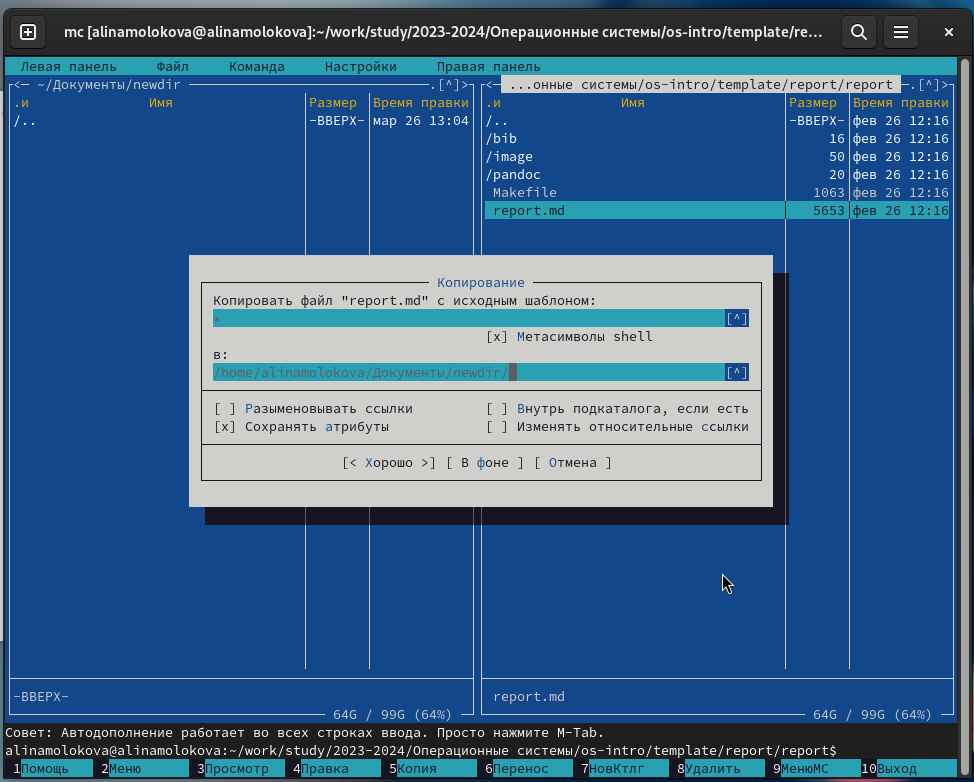 mc [alinamolokova@alinamolokova]:~/work/study/2023-2024/Операционные системы/os-intro/template/re...
Левая панель Файл Команда Настройки Правая панель
<— ~/Документы/newdir .[^]>
.и Имя Размер Время правки
/.. -ВВЕРХ- мар 26 13:04
-ВВЕРХ-
64G / 99G (64%)
<— ...онные системы/os-intro/template/report/report .[^]>
.и Имя Размер Время правки
/.. -ВВЕРХ- фев 26 12:16
/bib 16 фев 26 12:16
/image 50 фев 26 12:16
/pandoc 20 фев 26 12:16
Makefile 1063 фев 26 12:16
report.md 5653 фев 26 12:16
report.md
64G / 99G (64%)
Копирование
Копировать файл "report.md" с исходным шаблоном:
* [^]
[x] Метасимволы shell
в:
/home/alinamolokova/Документы/newdir/ [^]
[ ] Разыменовывать ссылки [ ] Внутрь подкаталога, если есть
[x] Сохранять атрибуты [ ] Изменять относительные ссылки
[< Хорошо >] [ В фоне ] [ Отмена ]
Совет: Автодополнение работает во всех строках ввода. Просто нажмите M-Tab.
alinamolokova@alinamolokova:~/work/study/2023-2024/Операционные системы/os-intro/template/report/report$
1Помощь 2Меню 3Просмотр 4Правка 5Копия 6Перенос 7НовКтлг 8Удалить 9МенюMC 10Выход